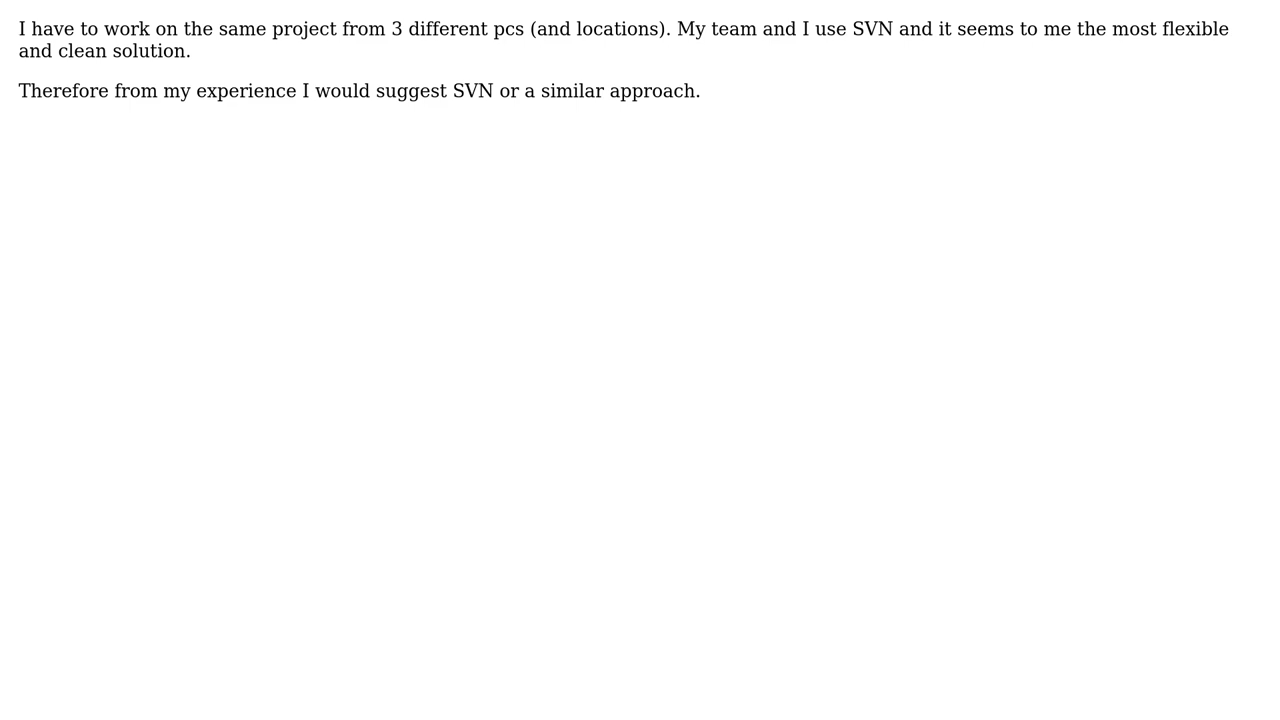 I have to work on the same project from 3 different pcs (and locations). My team and I use SVN and it seems to me the most flexible
and clean solution.
Therefore from my experience I would suggest SVN or a similar approach.